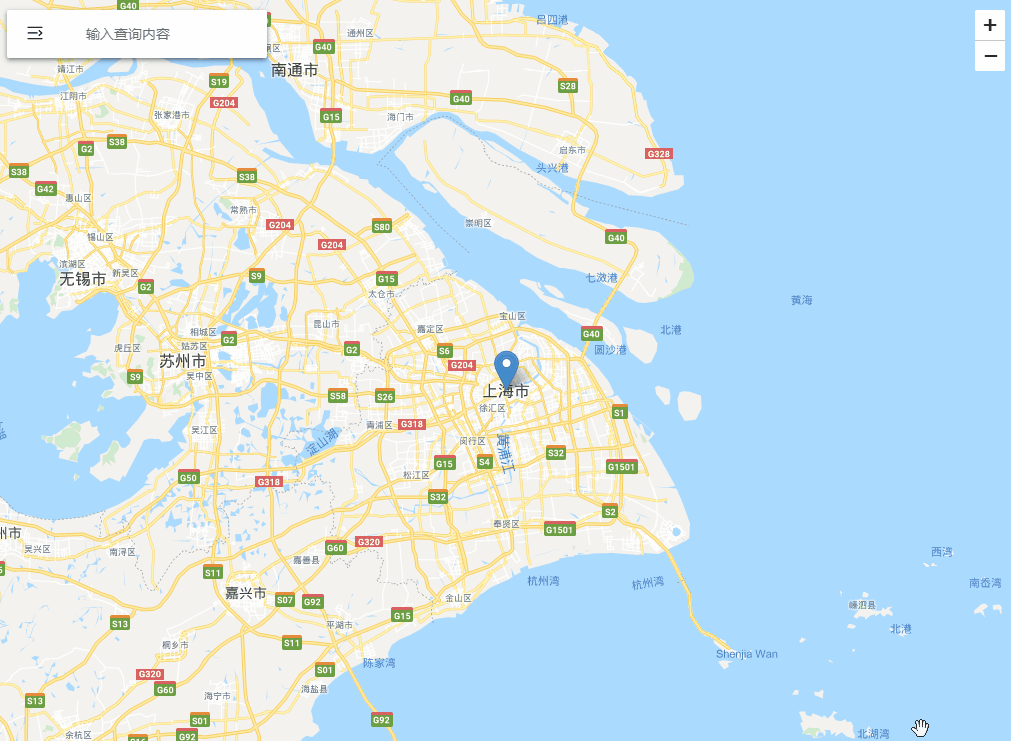 G40
吕四港
输入查询内容
通州区
G40
南通市
靖江市
S19
S28
江阴市
G204
G40
张家港市
G15
海门市
G2
S38
启东市
G328
S38
S38
头兴港
G42
惠山区
常熟市
G204
S80
崇明区
锡山区
G204
G40
滨湖区
新吴区
S9
G15
七滧港
无锡市
G2
太仓市
黄海
宝山区
昆山市
嘉定区
北港
相城区
G2
G40
虎丘区
姑苏区
G2
S6
圆沙港
苏州市
G204
S9
吴中区
上海市
S58
S26
徐汇区
S1
吴江区
青浦区
G318
淀山湖
闵行区
黄浦江
S32
G15
S4
G1501
G50
G318
松江区
S32
S2
州市
奉贤区
G1501
吴兴区
南浔区
G60
G320
西湾
嘉善县
S11
杭州湾
杭州湾
南岙湾
嘉兴市
S07
G92
金山区
嵊泗县
S13
G15
平湖市
北港
桐乡市
S11
Shenjia Wan
陈家湾
G320
S01
G60
海盐县
S13
海宁市
S01
G92
余杭区
G92
北湖湾